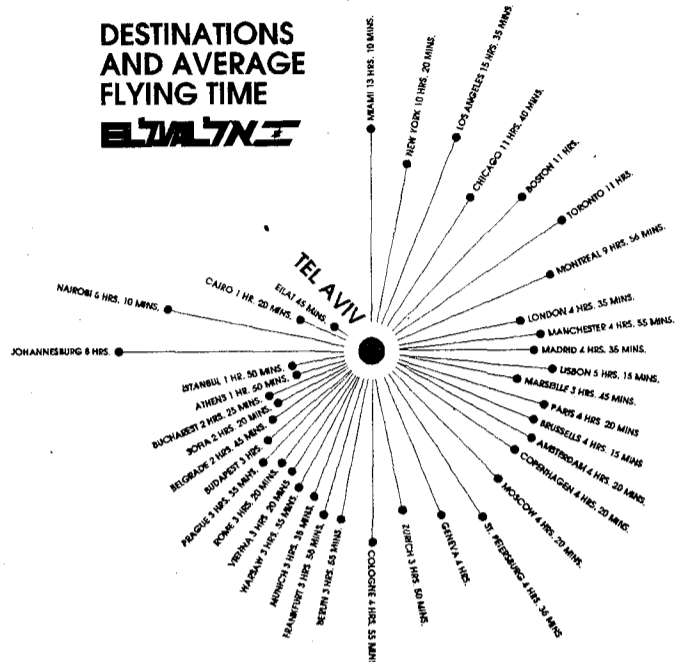 DESTINATIONS
AND AVERAGE
FLYING TIME
EL AL אל על
TEL AVIV
MIAMI 13 HRS. 10 MINS.
NEW YORK 10 HRS. 20 MINS.
LOS ANGELES 15 HRS. 35 MINS.
CHICAGO 11 HRS. 40 MINS.
BOSTON 11 HRS.
TORONTO 11 HRS.
MONTREAL 9 HRS. 56 MINS.
LONDON 4 HRS. 35 MINS.
MANCHESTER 4 HRS. 55 MINS.
MADRID 4 HRS. 35 MINS.
LISBON 5 HRS. 15 MINS.
MARSEILLE 3 HRS. 45 MINS.
PARIS 4 HRS. 20 MINS
BRUSSELS 4 HRS. 15 MINS
AMSTERDAM 4 HRS. 20 MINS.
COPENHAGEN 4 HRS. 20 MINS.
MOSCOW 4 HRS. 20 MINS.
ST. PETERSBURG 4 HRS. 35 MINS
GENEVA 4 HRS.
ZURICH 3 HRS. 50 MINS.
COLOGNE 4 HRS. 55 MINS
BERLIN 3 HRS. 55 MINS.
FRANKFURT 3 HRS. 50 MINS.
MUNICH 3 HRS. 35 MINS.
WARSAW 3 HRS. 55 MINS.
VIENNA 3 HRS. 20 MINS
ROME 3 HRS. 20 MINS.
PRAGUE 3 HRS. 35 MINS.
BUDAPEST 3 HRS.
BELGRADE 2 HRS. 45 MINS.
SOFIA 2 HRS. 20 MINS.
BUCHAREST 2 HRS. 25 MINS.
ATHENS 1 HR. 50 MINS.
ISTANBUL 1 HR. 50 MINS.
JOHANNESBURG 8 HRS.
NAIROBI 5 HRS. 10 MINS.
CAIRO 1 HR. 20 MINS.
EILAT 45 MINS.